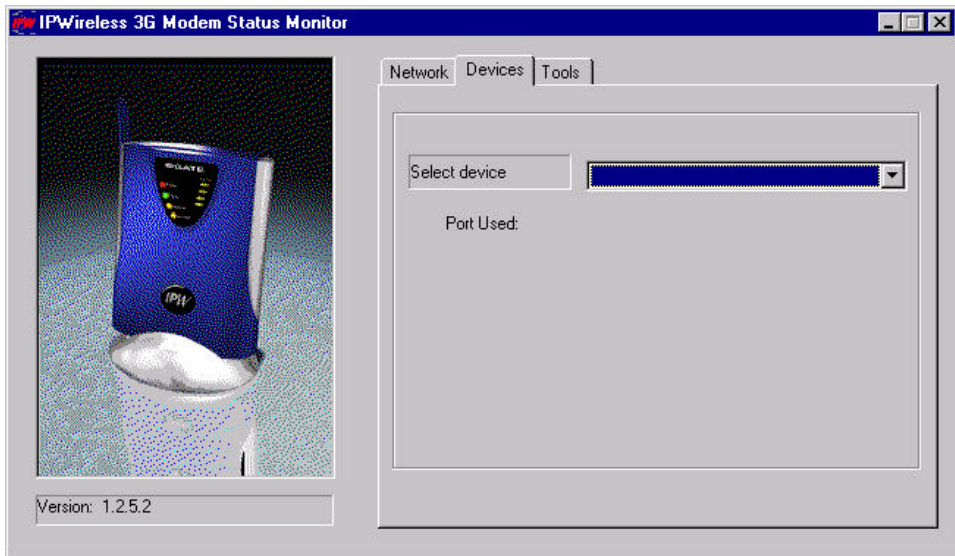 IPWireless 3G Modem Status Monitor
Network Devices Tools
Select device
Port Used:
IPW
Version: 1.2.5.2